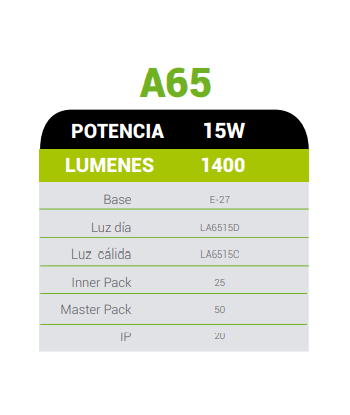 A65
POTENCIA 15W
LUMENES 1400
Base E-27
Luz día LA6515D
Luz cálida LA6515C
Inner Pack 25
Master Pack 50
IP 20